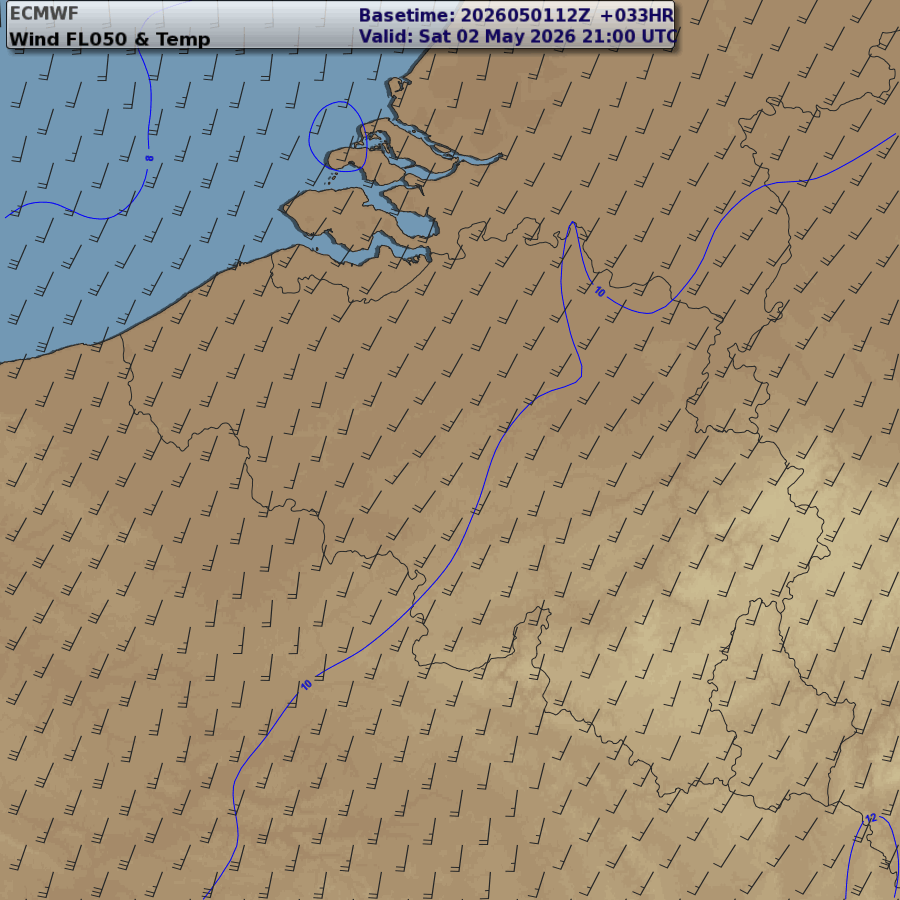 ECMWF
Basetime: 2026050112Z +033HR
Wind FL050 & Temp
Valid: Sat 02 May 2026 21:00 UTC
8
10
10
12